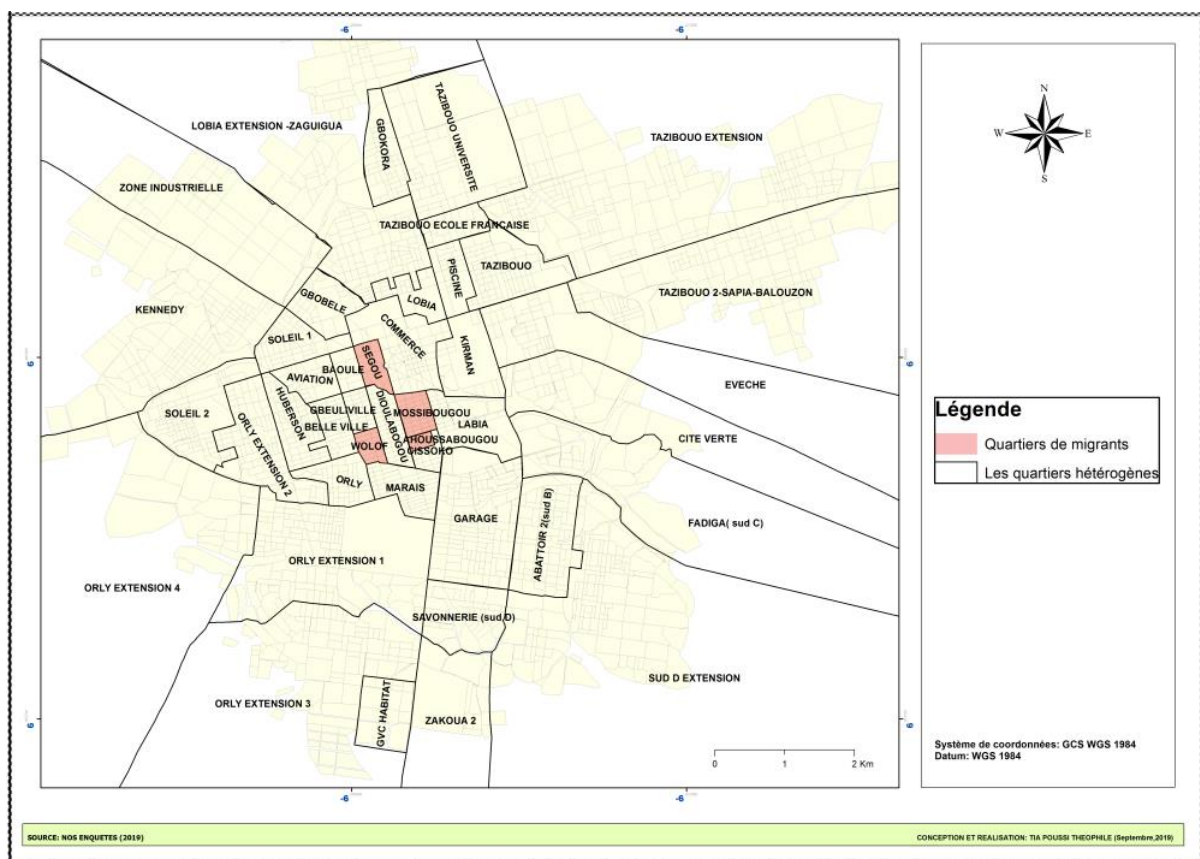 -6
-6
LOBIA EXTENSION -ZAGUIGUA
GBOKORA
TAZIBOUO UNIVERSITE
TAZIBOUO EXTENSION
ZONE INDUSTRIELLE
TAZIBOUO ECOLE FRANCAISE
PISCINE
TAZIBOUO
TAZIBOUO 2-SAPIA-BALOUZON
KENNEDY
GBOBELE
LOBIA
COMMERCE
SOLEIL 1
KIRMAN
6
6
SEGOU
BAOULE
AVIATION
EVECHE
HUBERSON
DIOULABOGOU
GBEULIVILLE
MOSSIBOUGOU
SOLEIL 2
ORLY EXTENSION 2
BELLE VILLE
LABIA
WOLOF
AHOUSSABOUGOU
CISSOKO
CITE VERTE
ORLY
MARAIS
GARAGE
ABATTOIR 2(sud B)
FADIGA( sud C)
ORLY EXTENSION 1
ORLY EXTENSION 4
SAVONNERIE (sud D)
SUD D EXTENSION
ORLY EXTENSION 3
GVC HABITAT
ZAKOUA 2
6
6
0 1 2 Km
-6
-6
N
W E
S
Légende
Quartiers de migrants
Les quartiers hétérogènes
Système de coordonnées: GCS WGS 1984
Datum: WGS 1984
SOURCE: NOS ENQUETES (2019)
CONCEPTION ET REALISATION: TIA POUSSI THEOPHILE (Septembre,2019)